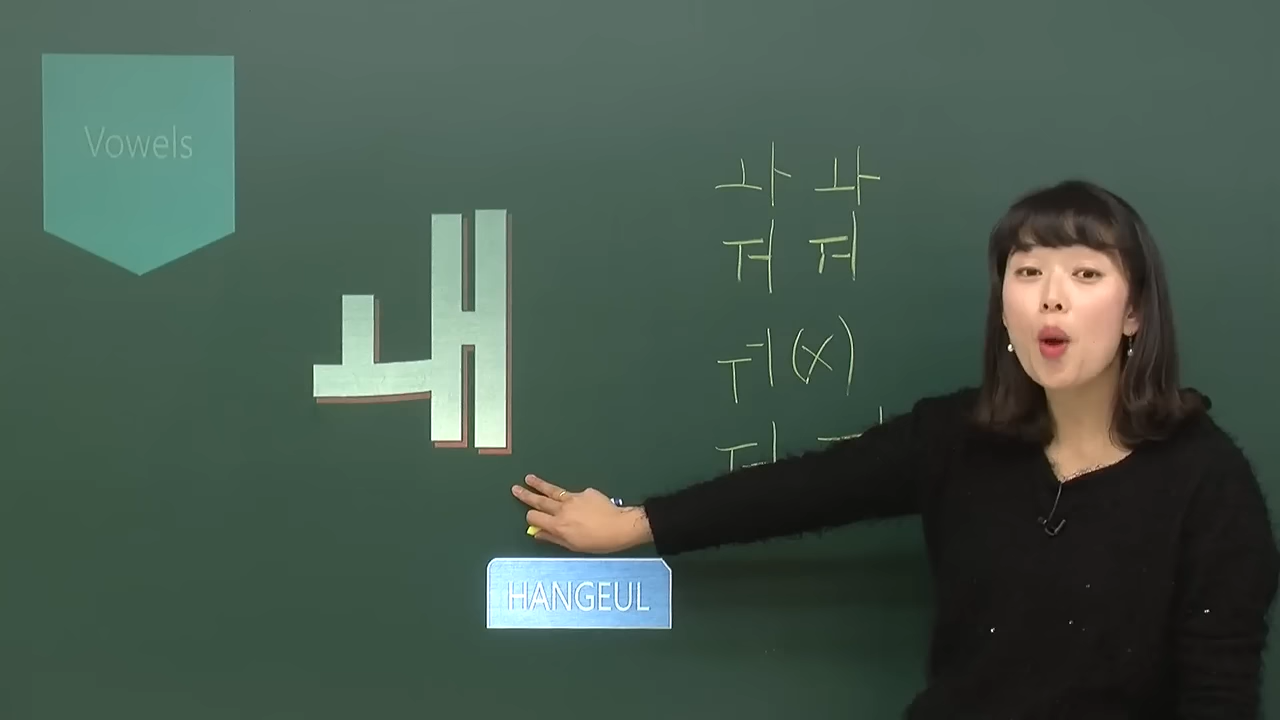 Vowels
ㅙ
ㅘ ㅘ
ㅝ ㅝ
ㅝ (X)
ㅝ
HANGEUL